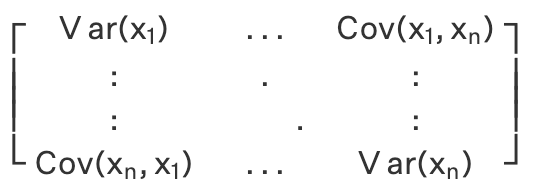 Var(x₁) ... Cov(x₁, xₙ)
: . :
: . :
Cov(xₙ, x₁) ... Var(xₙ)